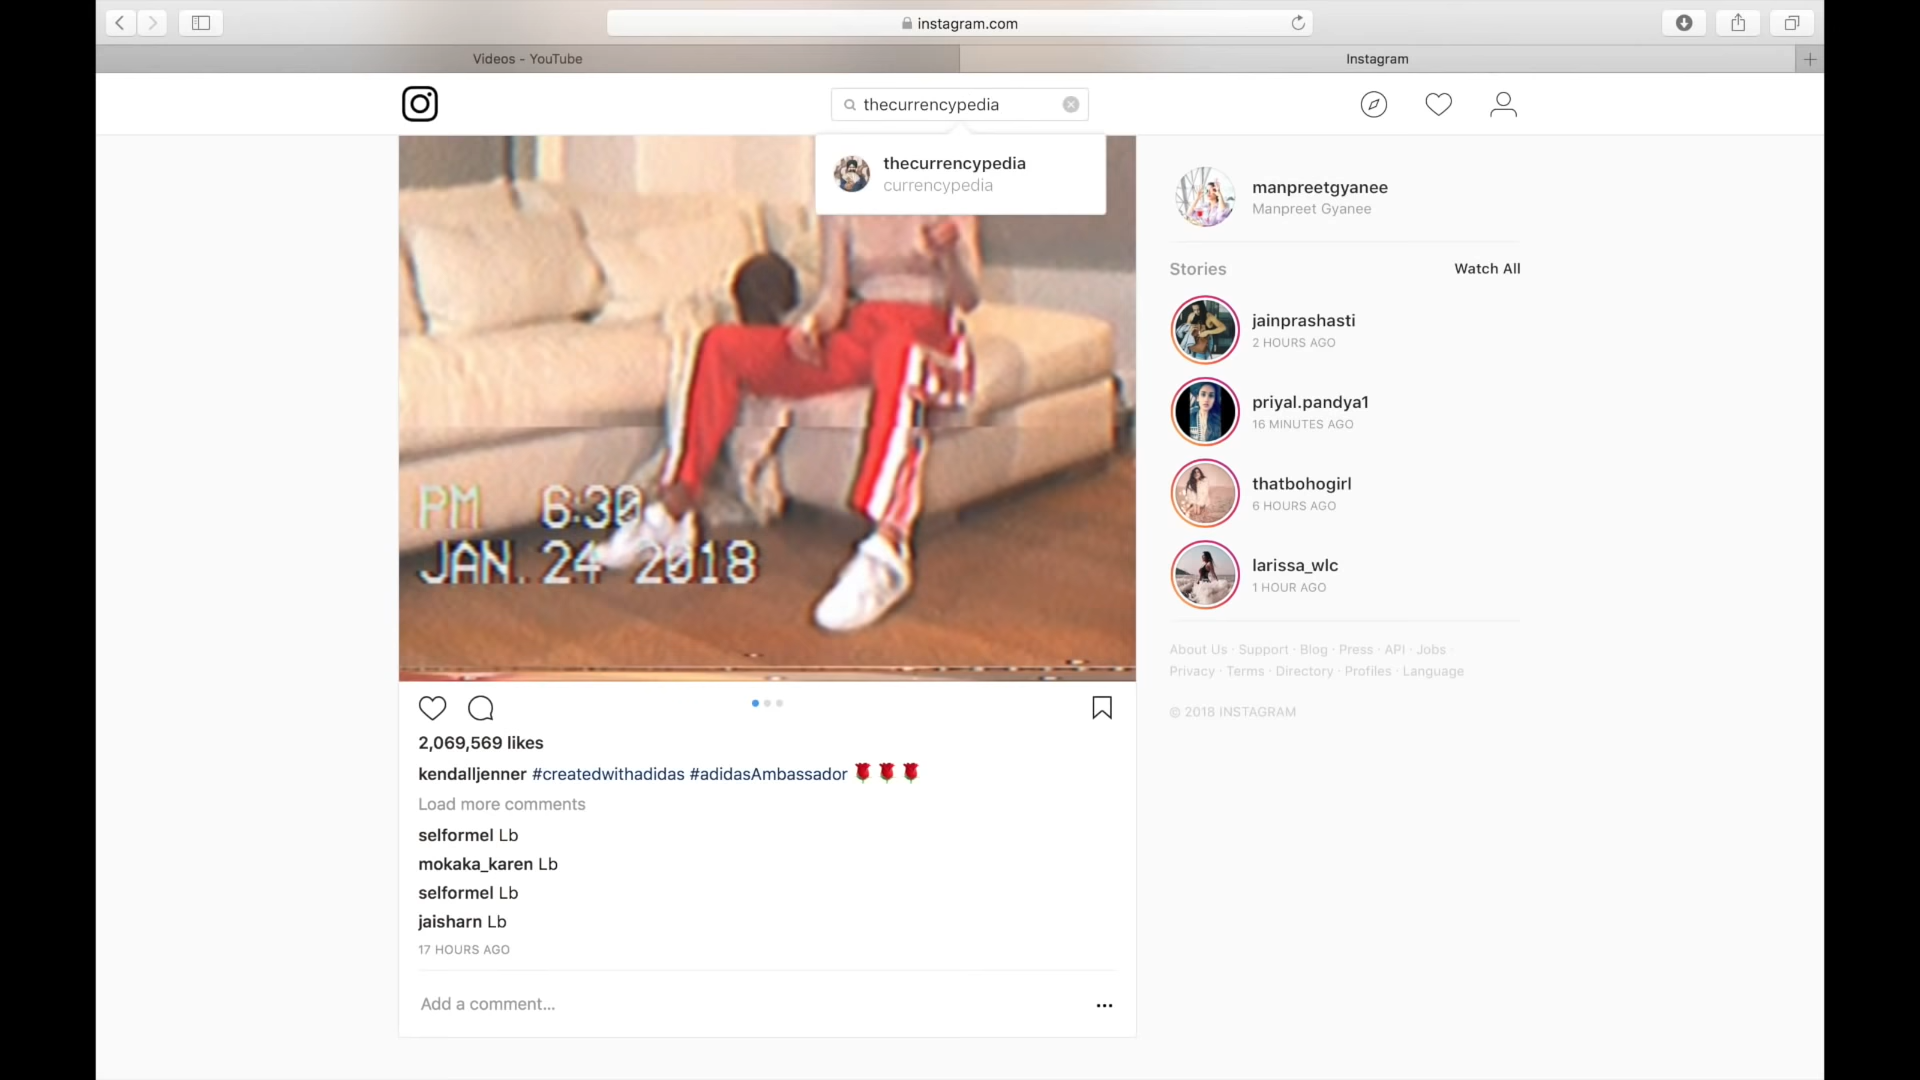 instagram.com
Videos - YouTube
Instagram
thecurrencypedia
thecurrencypedia
currencypedia
manpreetgyanee
Manpreet Gyanee
Stories
Watch All
jainprashasti
2 HOURS AGO
priyal.pandya1
16 MINUTES AGO
thatbohogirl
6 HOURS AGO
larissa_wlc
1 HOUR AGO
About Us · Support · Blog · Press · API · Jobs ·
Privacy · Terms · Directory · Profiles · Language
© 2018 INSTAGRAM
PM 6:30
JAN. 24 2018
2,069,569 likes
kendalljenner #createdwithadidas #adidasAmbassador 🌹🌹🌹
Load more comments
selformel Lb
mokaka_karen Lb
selformel Lb
jaisharn Lb
17 HOURS AGO
Add a comment...